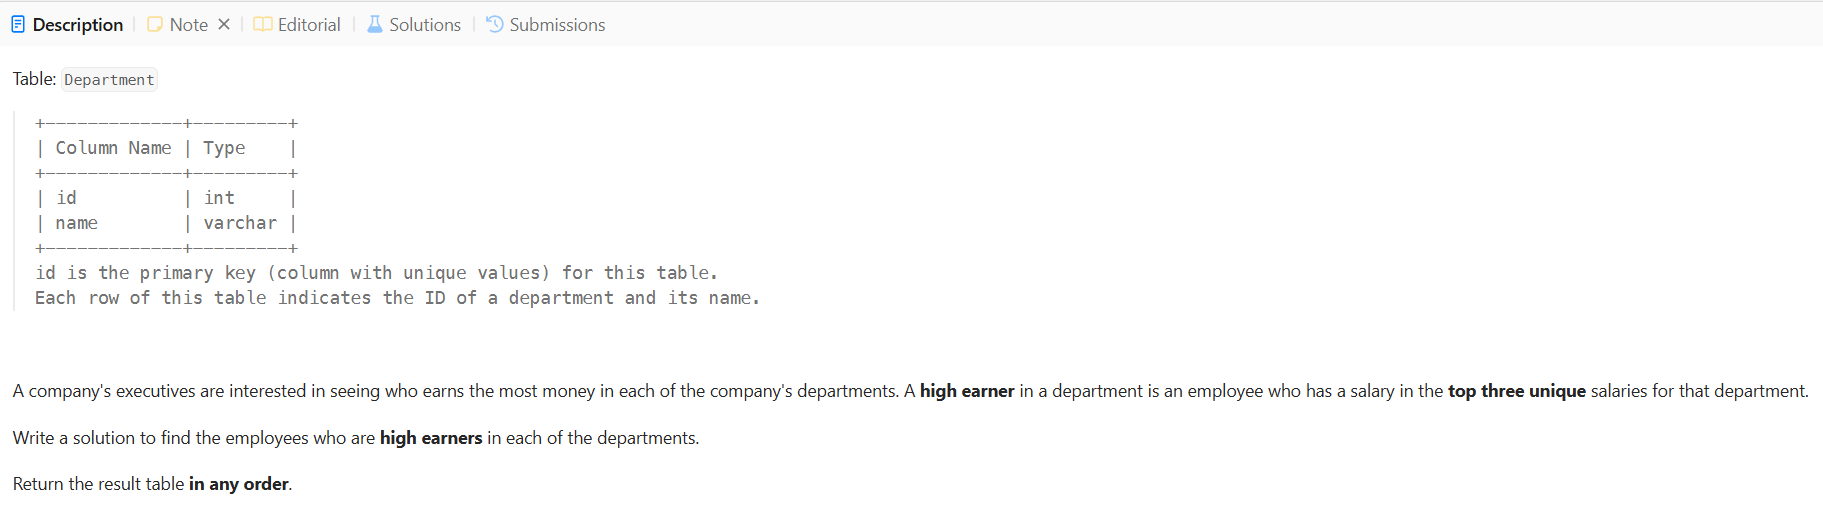 Description | Note × | Editorial | Solutions | Submissions
Table: Department
+-------------+---------+
| Column Name | Type    |
+-------------+---------+
| id          | int     |
| name        | varchar |
+-------------+---------+
id is the primary key (column with unique values) for this table.
Each row of this table indicates the ID of a department and its name.
A company's executives are interested in seeing who earns the most money in each of the company's departments. A high earner in a department is an employee who has a salary in the top three unique salaries for that department.
Write a solution to find the employees who are high earners in each of the departments.
Return the result table in any order.